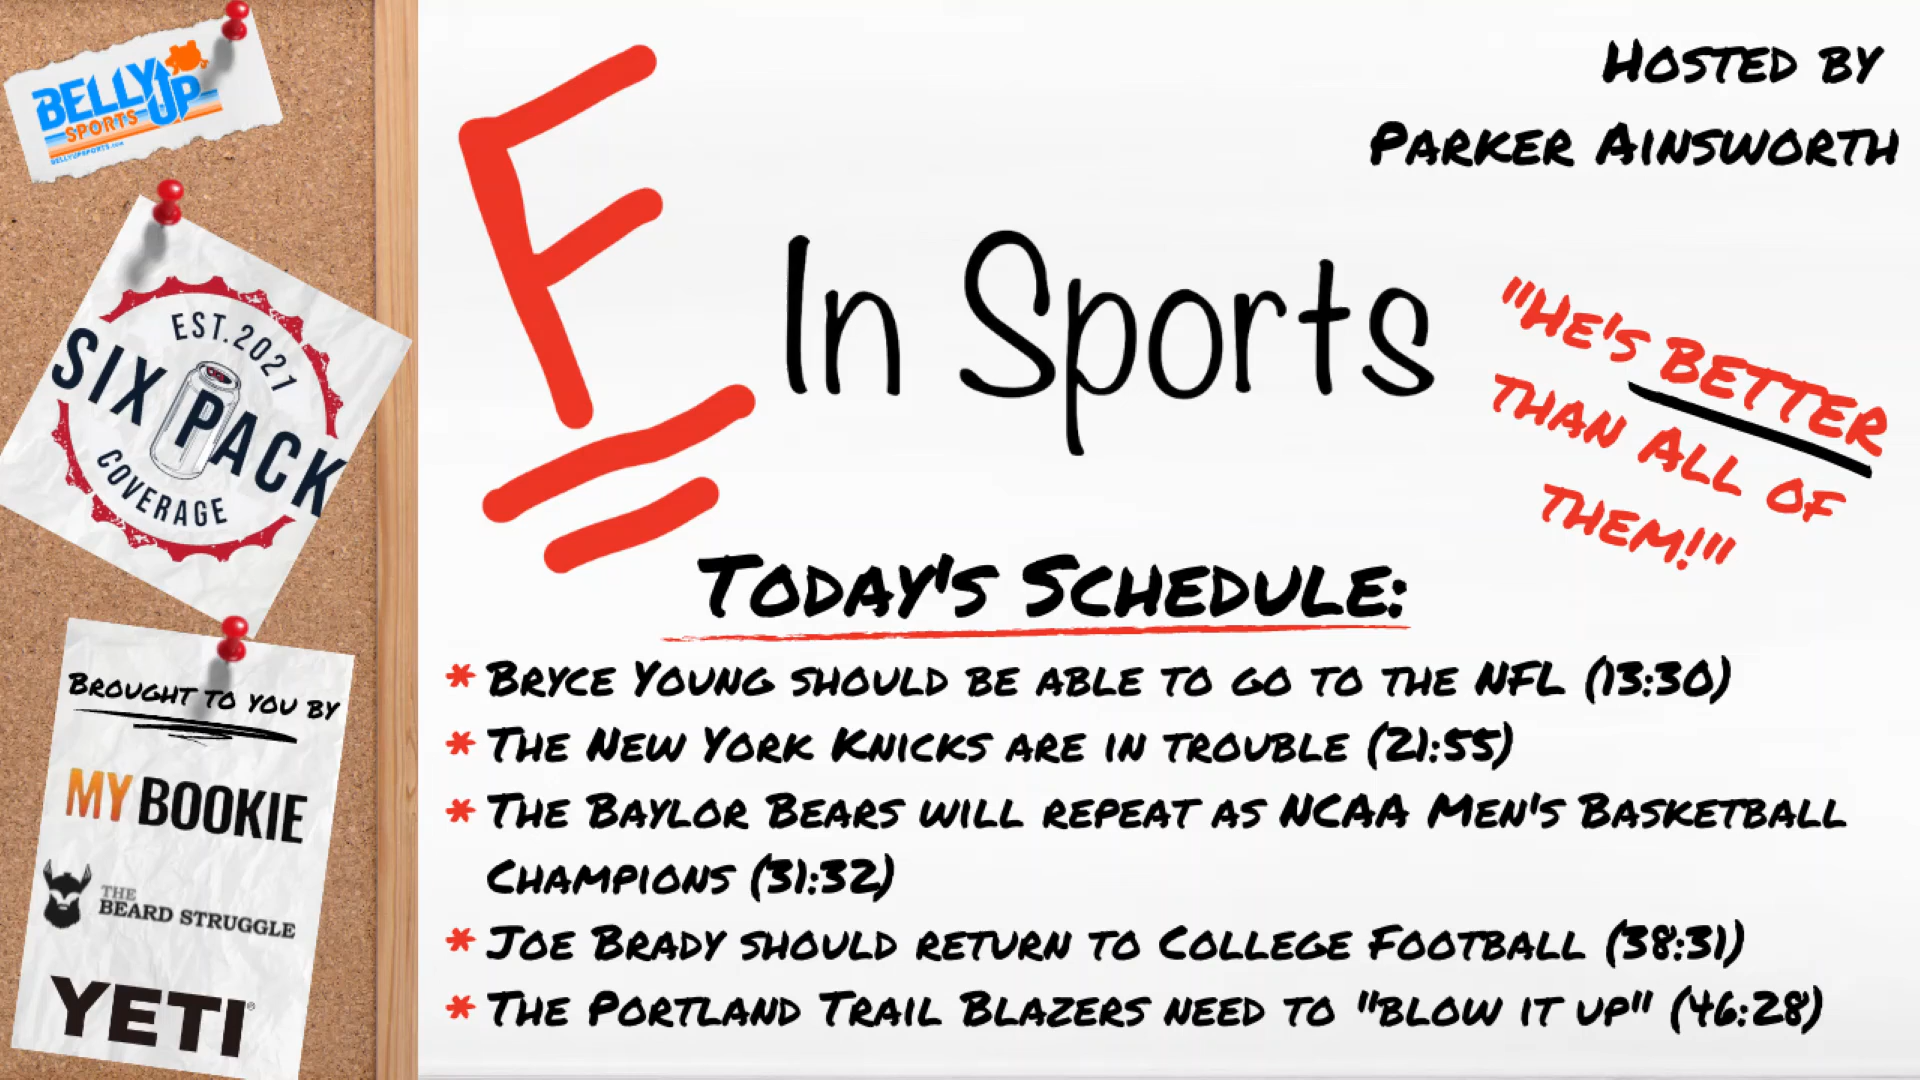 BELLY UP
SPORTS
BELLYUPSPORTS.COM
EST. 2021
SIX PACK
COVERAGE
BROUGHT TO YOU BY
MYBOOKIE
THE
BEARD STRUGGLE
YETI®
HOSTED BY
PARKER AINSWORTH
F In Sports
"HE'S BETTER
THAN ALL OF
THEM!"
TODAY'S SCHEDULE:
* BRYCE YOUNG SHOULD BE ABLE TO GO TO THE NFL (13:30)
* THE NEW YORK KNICKS ARE IN TROUBLE (21:55)
* THE BAYLOR BEARS WILL REPEAT AS NCAA MEN'S BASKETBALL
CHAMPIONS (31:32)
* JOE BRADY SHOULD RETURN TO COLLEGE FOOTBALL (38:31)
* THE PORTLAND TRAIL BLAZERS NEED TO "BLOW IT UP" (46:28)